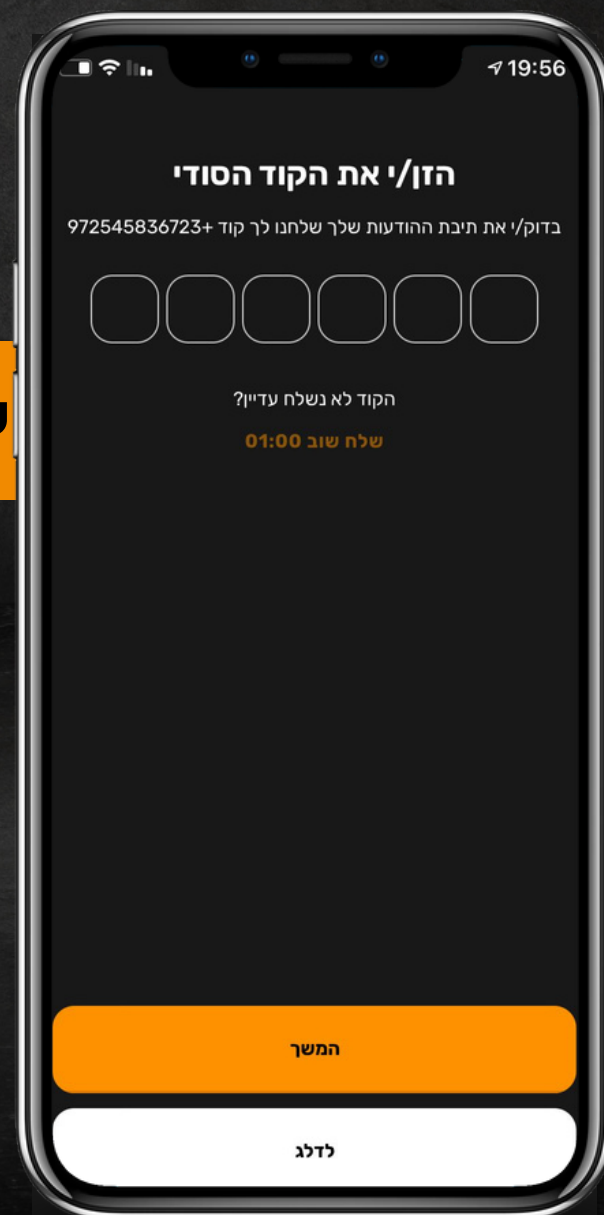 19:56
הזן/י את הקוד הסודי
בדוק/י את תיבת ההודעות שלך שלחנו לך קוד +972545836723
הקוד לא נשלח עדיין?
שלח שוב 01:00
המשך
לדלג